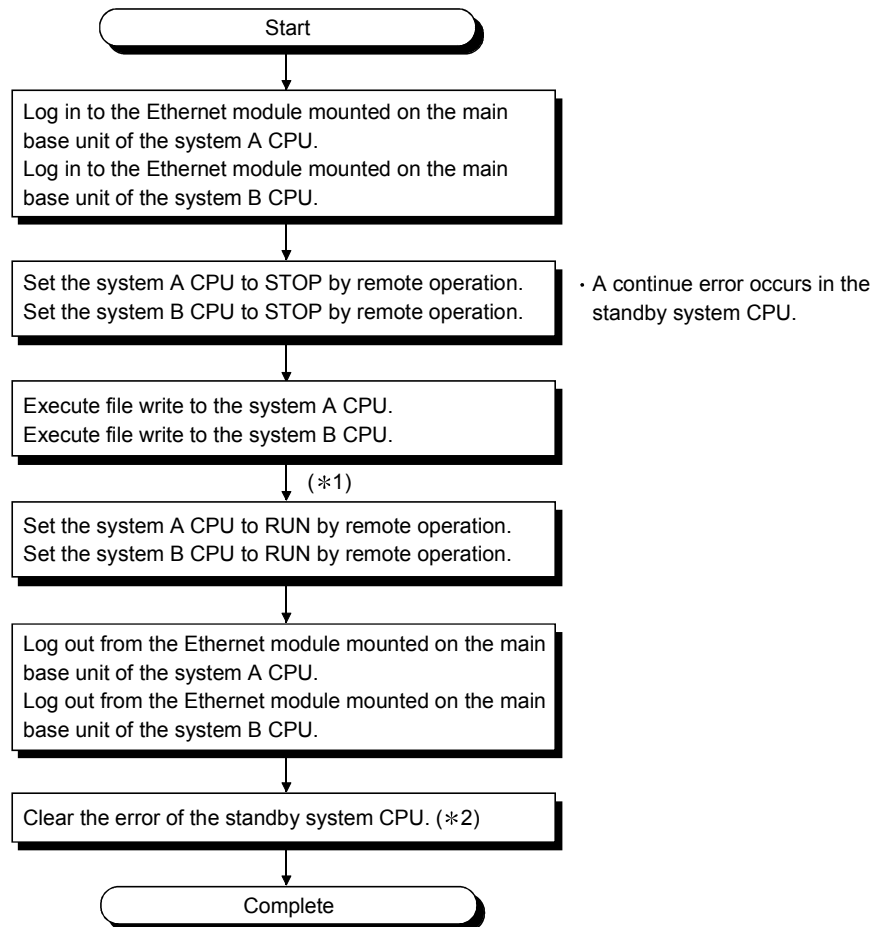 Start
Log in to the Ethernet module mounted on the main
base unit of the system A CPU.
Log in to the Ethernet module mounted on the main
base unit of the system B CPU.
Set the system A CPU to STOP by remote operation.
Set the system B CPU to STOP by remote operation.
· A continue error occurs in the
standby system CPU.
Execute file write to the system A CPU.
Execute file write to the system B CPU.
(*1)
Set the system A CPU to RUN by remote operation.
Set the system B CPU to RUN by remote operation.
Log out from the Ethernet module mounted on the main
base unit of the system A CPU.
Log out from the Ethernet module mounted on the main
base unit of the system B CPU.
Clear the error of the standby system CPU. (*2)
Complete